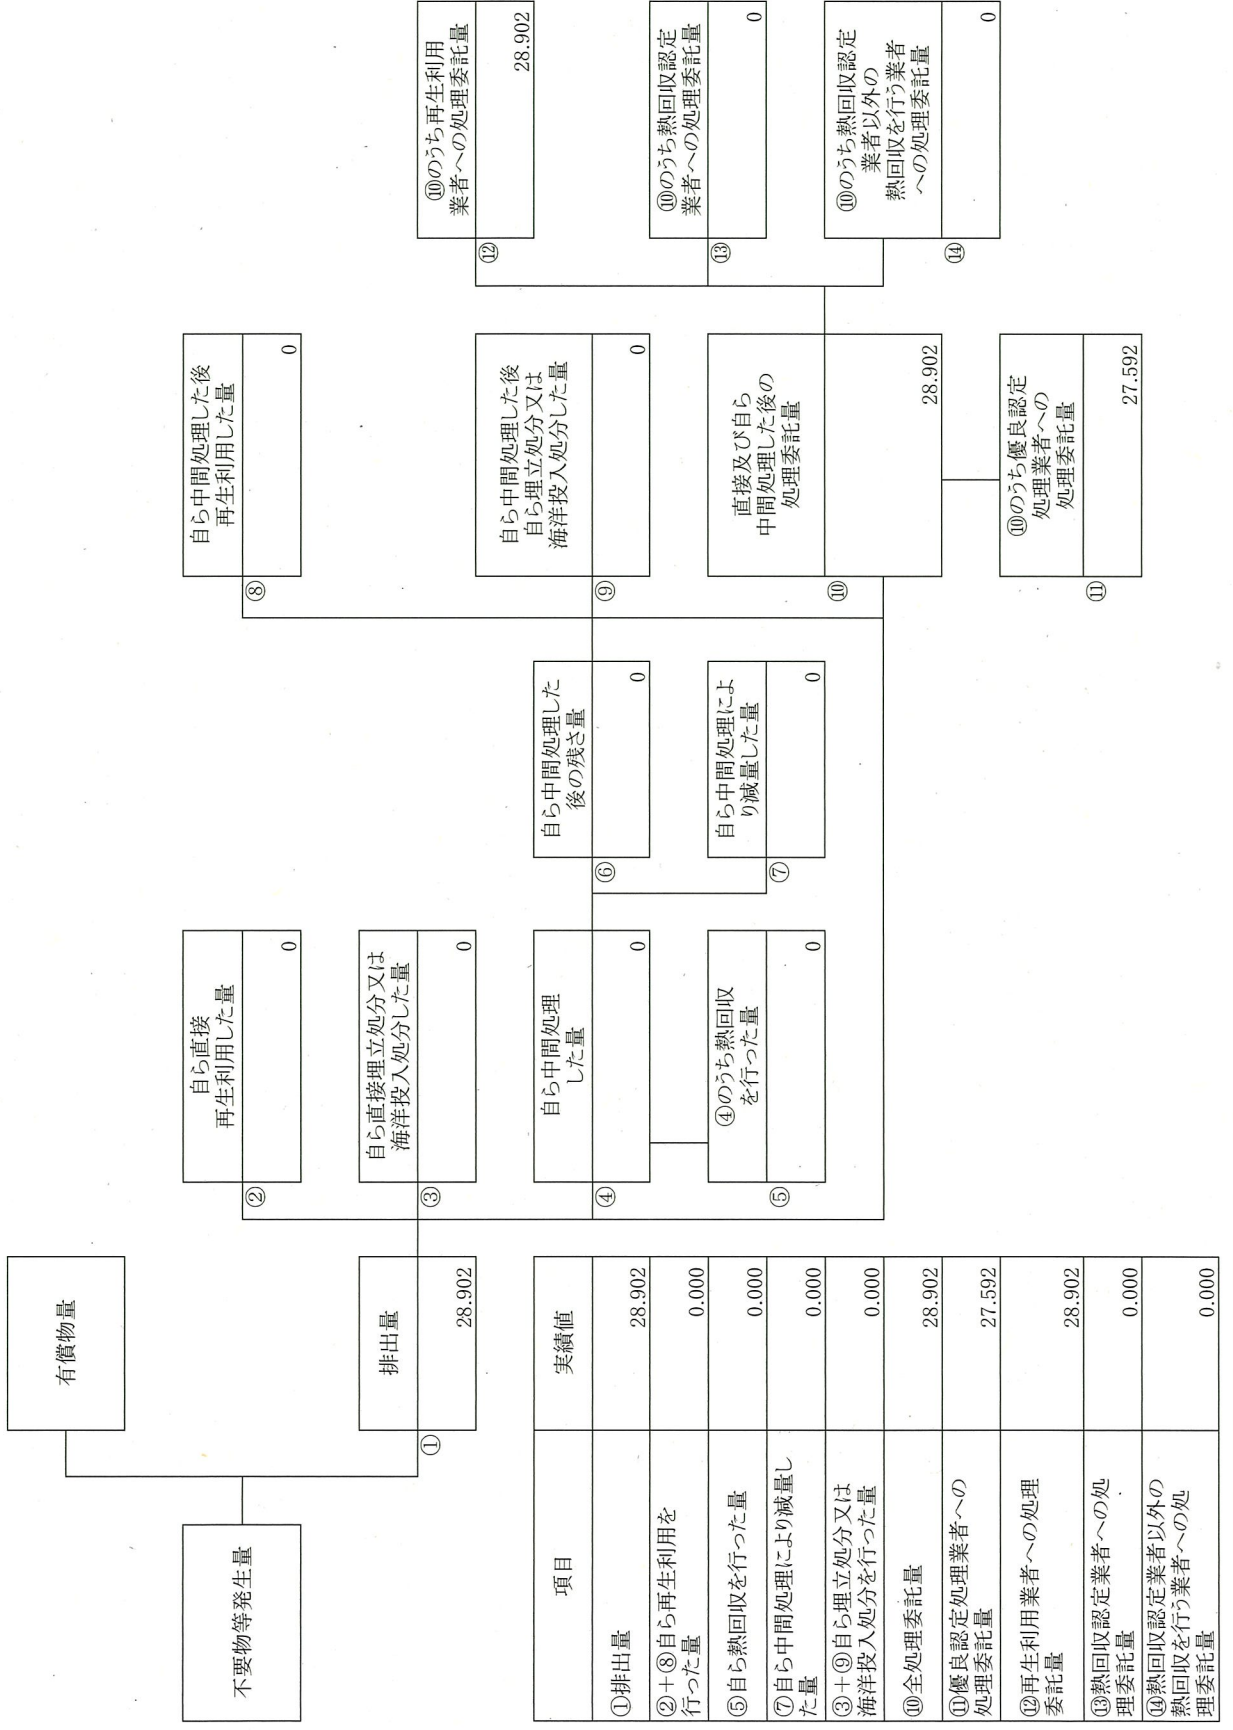 不要物等発生量
有償物量
①
排出量
28.902
②
自ら直接
再生利用した量
0
③
自ら直接埋立処分又は
海洋投入処分した量
0
④
自ら中間処理
した量
0
⑤
④のうち熱回収
を行った量
0
⑥
自ら中間処理した
後の残さ量
0
⑦
自ら中間処理によ
り減量した量
0
⑧
自ら中間処理した後
再生利用した量
0
⑨
自ら中間処理した後
自ら埋立処分又は
海洋投入処分した量
0
⑩
直接及び自ら
中間処理した後の
処理委託量
28.902
⑪
⑩のうち優良認定
処理業者への
処理委託量
27.592
⑫
⑩のうち再生利用
業者への処理委託量
28.902
⑬
⑩のうち熱回収認定
業者への処理委託量
0
⑭
⑩のうち熱回収認定
業者以外の
熱回収を行う業者
への処理委託量
0
項目
実績値
①排出量
28.902
②+⑧自ら再生利用を
行った量
0.000
⑤自ら熱回収を行った量
0.000
⑦自ら中間処理により減量し
た量
0.000
③+⑨自ら埋立処分又は
海洋投入処分を行った量
0.000
⑩全処理委託量
28.902
⑪優良認定処理業者への
処理委託量
27.592
⑫再生利用業者への処理
委託量
28.902
⑬熱回収認定業者への処
理委託量
0.000
⑭熱回収認定業者以外の
熱回収を行う業者への処
理委託量
0.000